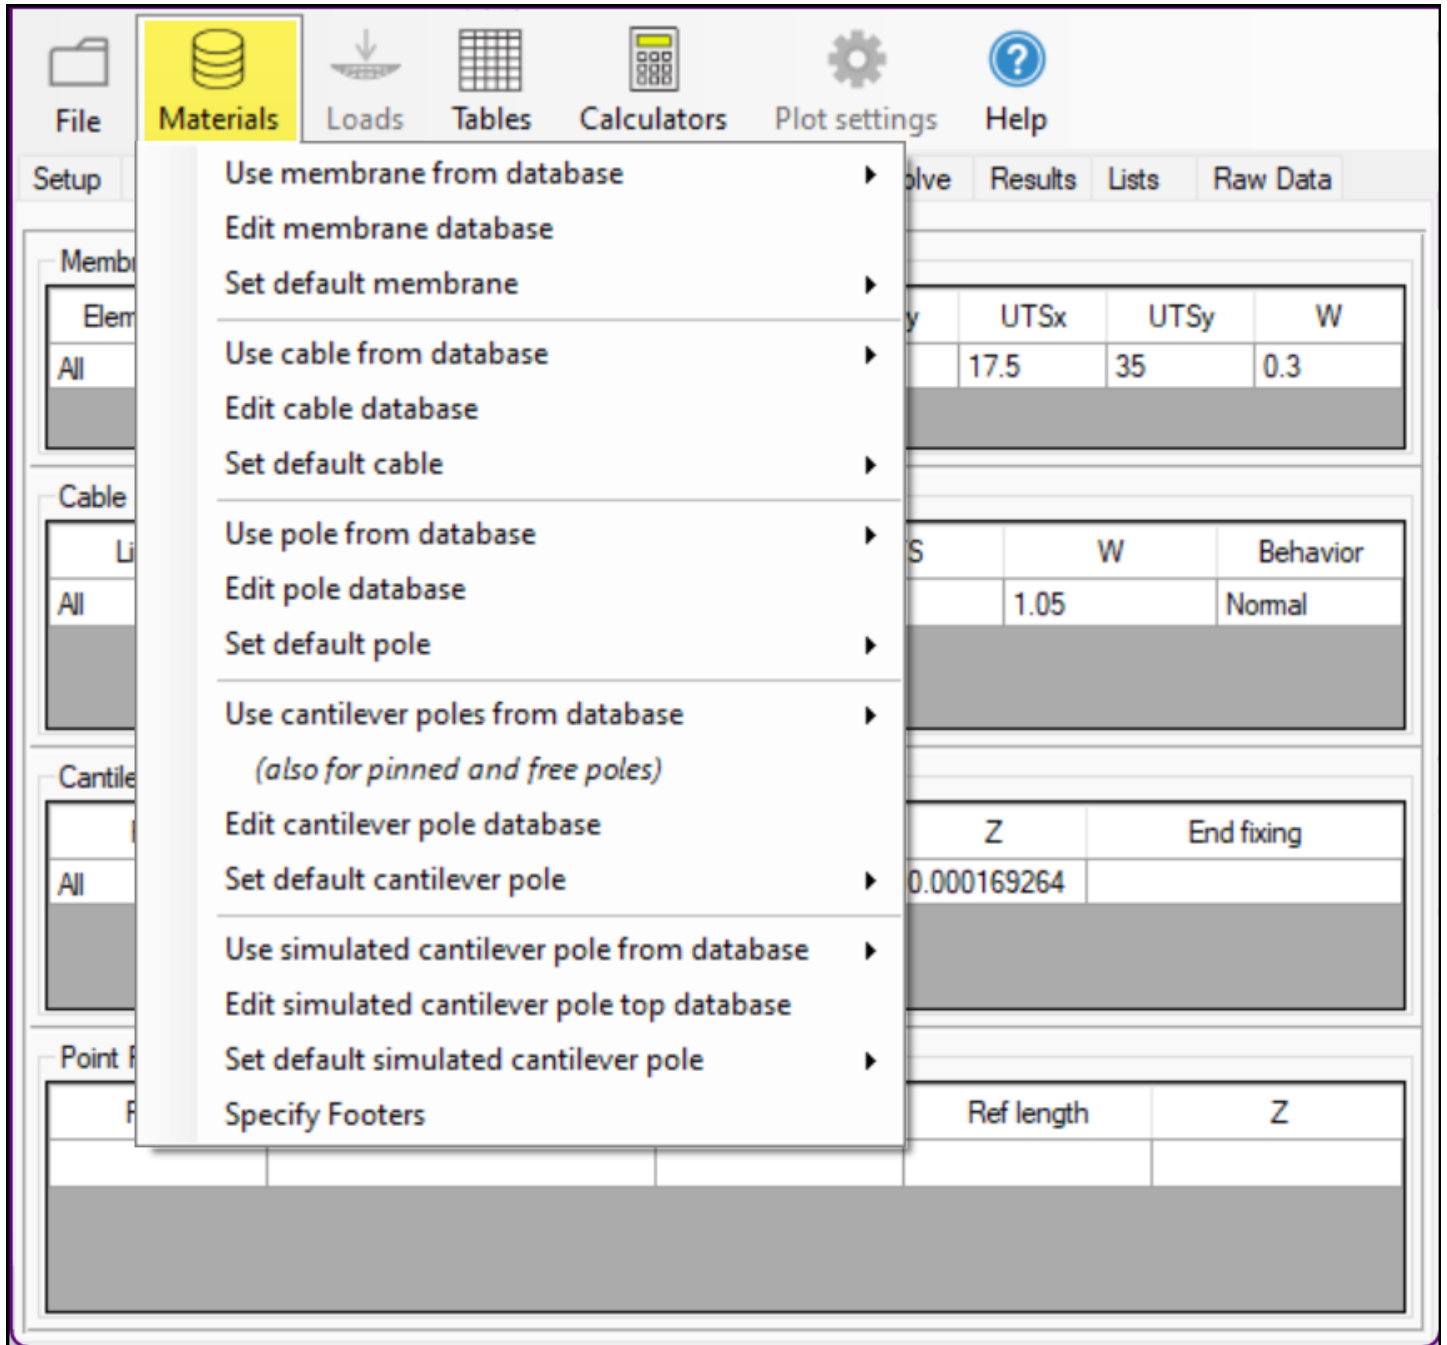 File Materials Loads Tables Calculators Plot settings Help
Setup Results Lists Raw Data
Use membrane from database
Edit membrane database
Set default membrane
Use cable from database
Edit cable database
Set default cable
Use pole from database
Edit pole database
Set default pole
Use cantilever poles from database
(also for pinned and free poles)
Edit cantilever pole database
Set default cantilever pole
Use simulated cantilever pole from database
Edit simulated cantilever pole top database
Set default simulated cantilever pole
Specify Footers
UTSx UTSy W
All 17.5 35 0.3
Cable
W Behavior
All 1.05 Normal
Z End fixing
All 0.000169264
Point
Ref length Z